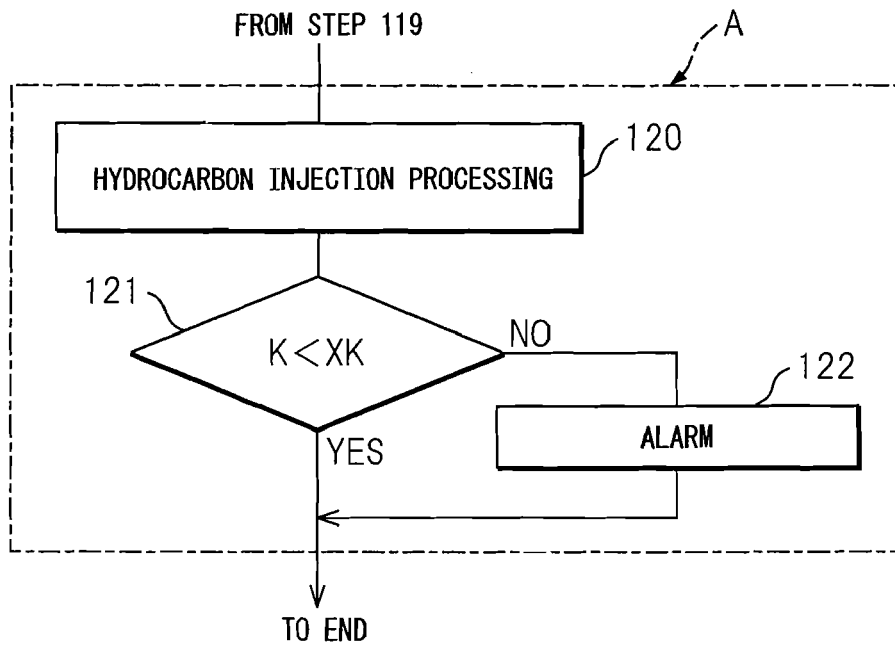 FROM STEP 119
A
HYDROCARBON INJECTION PROCESSING
120
121
K<XK
NO
122
ALARM
YES
TO END